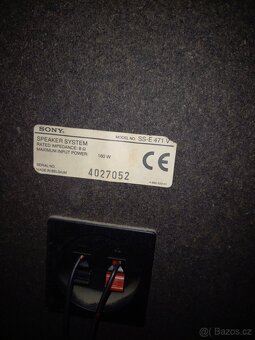 SONY
MODEL NO. SS-E 471 V
SPEAKER SYSTEM
RATED IMPEDANCE: 8 Ω
MAXIMUM INPUT POWER: 160 W
SERIAL NO.
MADE IN BELGIUM 4027052
CE
Bazos.cz